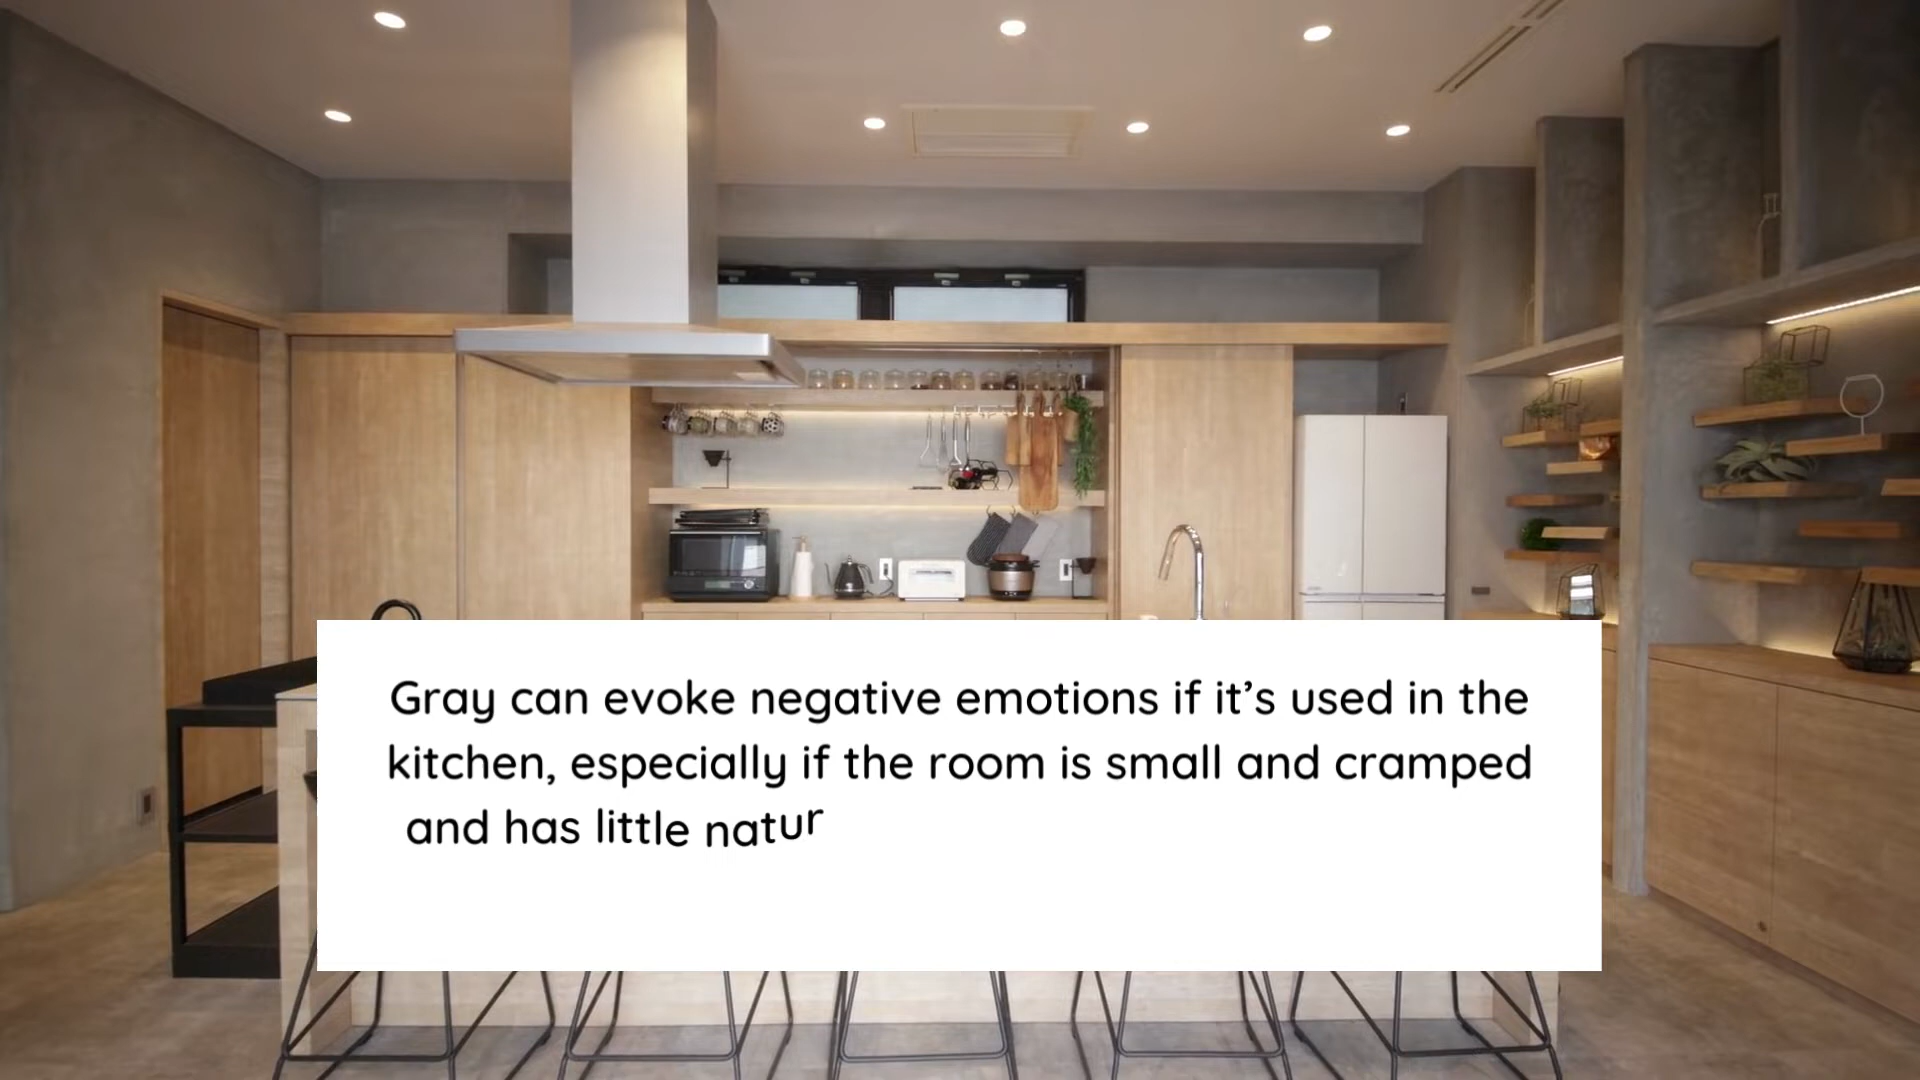 Gray can evoke negative emotions if it’s used in the
kitchen, especially if the room is small and cramped
and has little natur